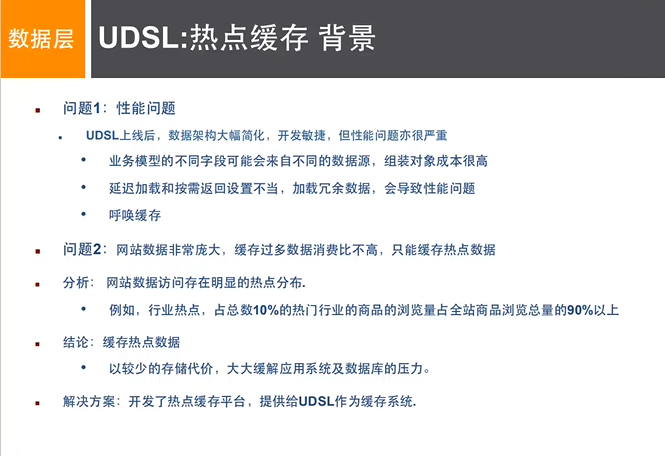 数据层
UDSL:热点缓存 背景
问题1：性能问题
UDSL上线后，数据架构大幅简化，开发敏捷，但性能问题亦很严重
业务模型的不同字段可能会来自不同的数据源，组装对象成本很高
延迟加载和按需返回设置不当，加载冗余数据，会导致性能问题
呼唤缓存
问题2：网站数据非常庞大，缓存过多数据消费比不高，只能缓存热点数据
分析： 网站数据访问存在明显的热点分布.
例如，行业热点，占总数10%的热门行业的商品的浏览量占全站商品浏览总量的90%以上
结论：缓存热点数据
以较少的存储代价，大大缓解应用系统及数据库的压力。
解决方案：开发了热点缓存平台，提供给UDSL作为缓存系统.